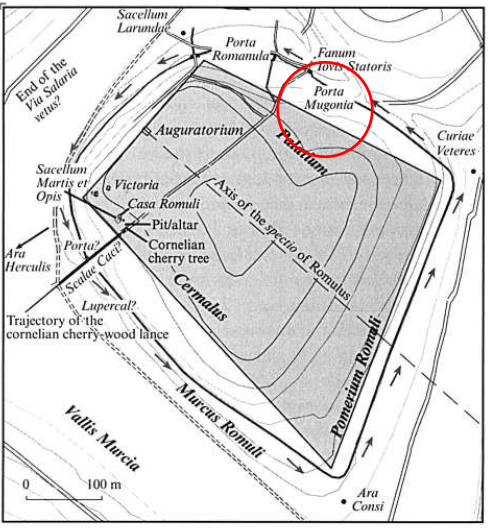 Sacellum
Larunda
Porta
Romanula
Fanum
Iovis Statoris
End of the
Via Salaria
vetus?
Porta
Mugonia
Auguratorium
Palatium
Curiae
Veteres
Sacellum
Martis et
Opis
Victoria
Casa Romuli
Pit/altar
Cornelian
cherry tree
Axis of the spectio of Romulus
Ara
Herculis
Porta?
Scalae Caci?
Cermalus
Lupercal?
Trajectory of the
cornelian cherry-wood lance
Murcus Romuli
Pomerium Romuli
Vallis Murcia
0 100 m
Ara
Consi